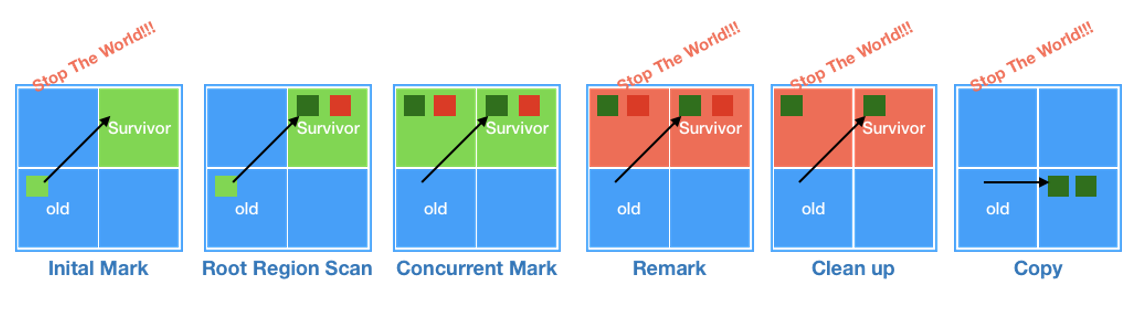 Stop The World!!!
Survivor
old
Inital Mark
Survivor
old
Root Region Scan
Survivor
old
Concurrent Mark
Stop The World!!!
Survivor
old
Remark
Stop The World!!!
Survivor
old
Clean up
Stop The World!!!
old
Copy